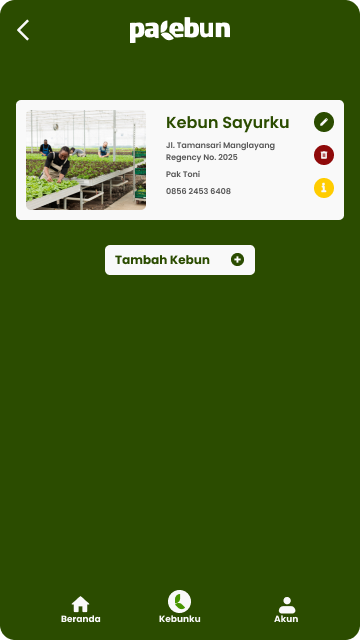 pakebun
Kebun Sayurku
Jl. Tamansari Manglayang
Regency No. 2025
Pak Toni
0856 2453 6408
Tambah Kebun
Beranda
Kebunku
Akun